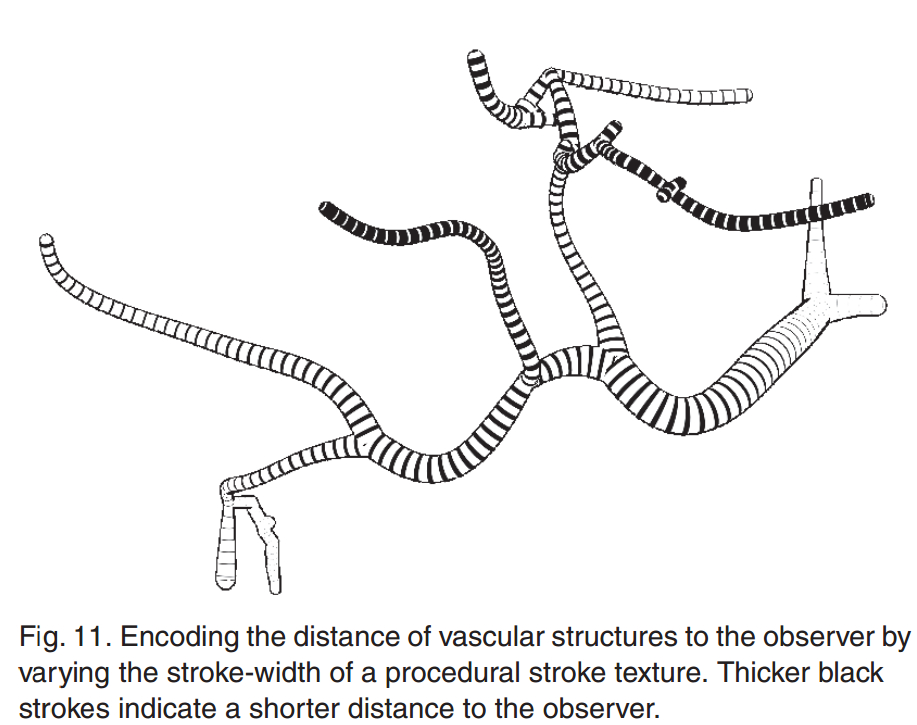 Fig. 11. Encoding the distance of vascular structures to the observer by
varying the stroke-width of a procedural stroke texture. Thicker black
strokes indicate a shorter distance to the observer.